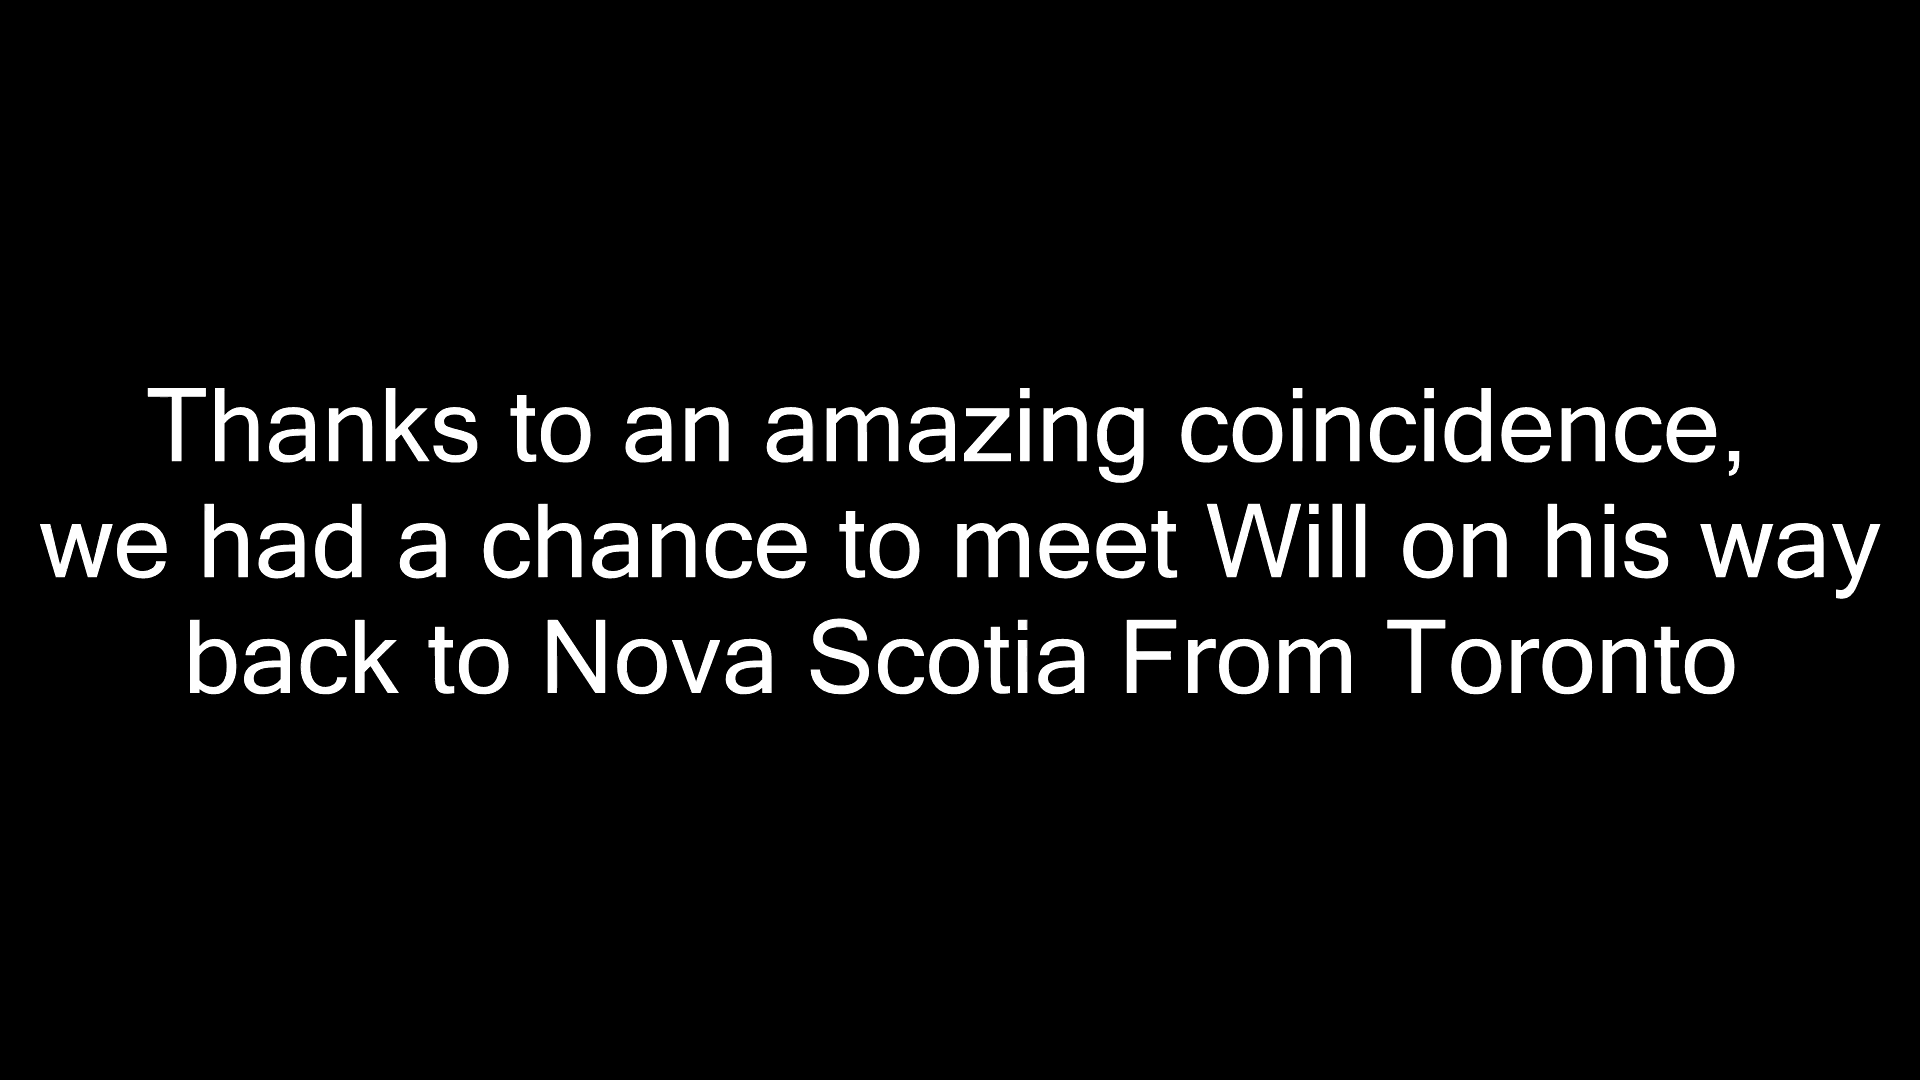 Thanks to an amazing coincidence,
we had a chance to meet Will on his way
back to Nova Scotia From Toronto